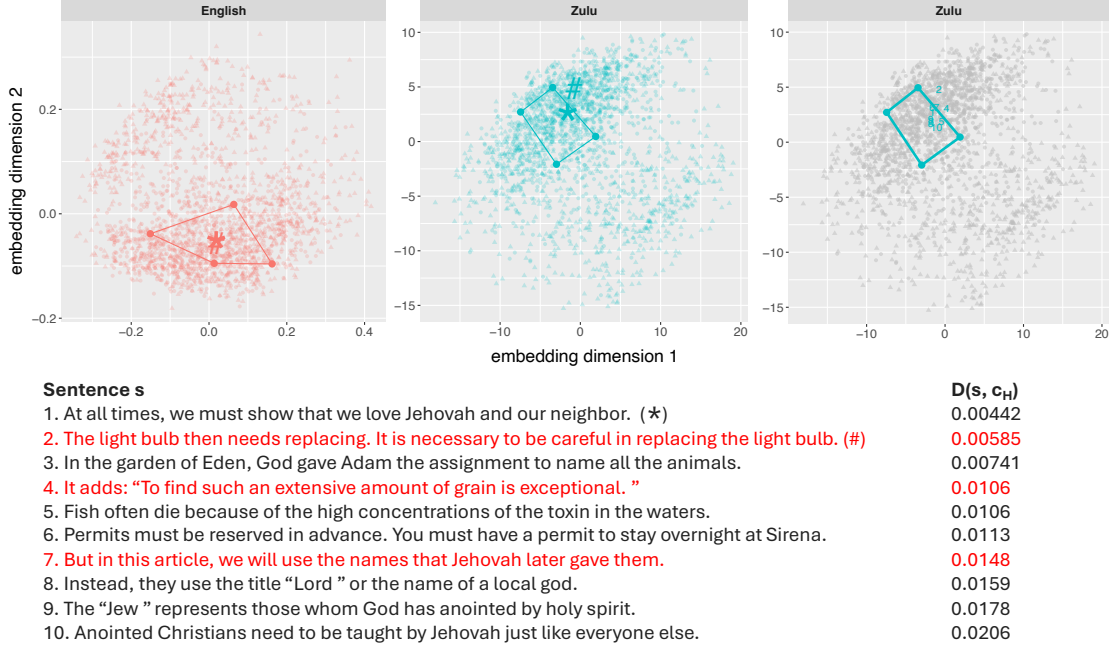 English
Zulu
Zulu
embedding dimension 2
0.2
0.0
−0.2
−0.2
0.0
0.2
0.4
#
*
10
5
0
−5
−10
−15
−10
0
10
20
#
*
10
5
0
−5
−10
−15
−10
0
10
20
2
4
embedding dimension 1
Sentence s D(s, cH)
1. At all times, we must show that we love Jehovah and our neighbor. (*) 0.00442
2. The light bulb then needs replacing. It is necessary to be careful in replacing the light bulb. (#) 0.00585
3. In the garden of Eden, God gave Adam the assignment to name all the animals. 0.00741
4. It adds: “To find such an extensive amount of grain is exceptional. ” 0.0106
5. Fish often die because of the high concentrations of the toxin in the waters. 0.0106
6. Permits must be reserved in advance. You must have a permit to stay overnight at Sirena. 0.0113
7. But in this article, we will use the names that Jehovah later gave them. 0.0148
8. Instead, they use the title “Lord ” or the name of a local god. 0.0159
9. The “Jew ” represents those whom God has anointed by holy spirit. 0.0178
10. Anointed Christians need to be taught by Jehovah just like everyone else. 0.0206